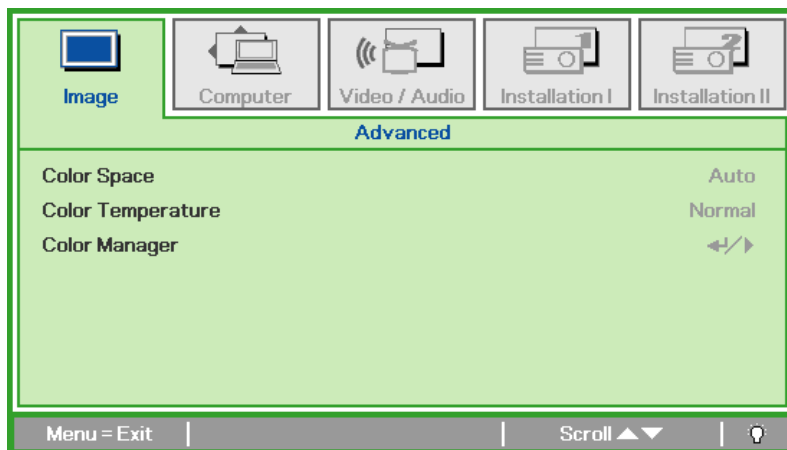 Image Computer Video / Audio Installation I Installation II
Advanced
Color Space Auto
Color Temperature Normal
Color Manager
Menu = Exit Scroll